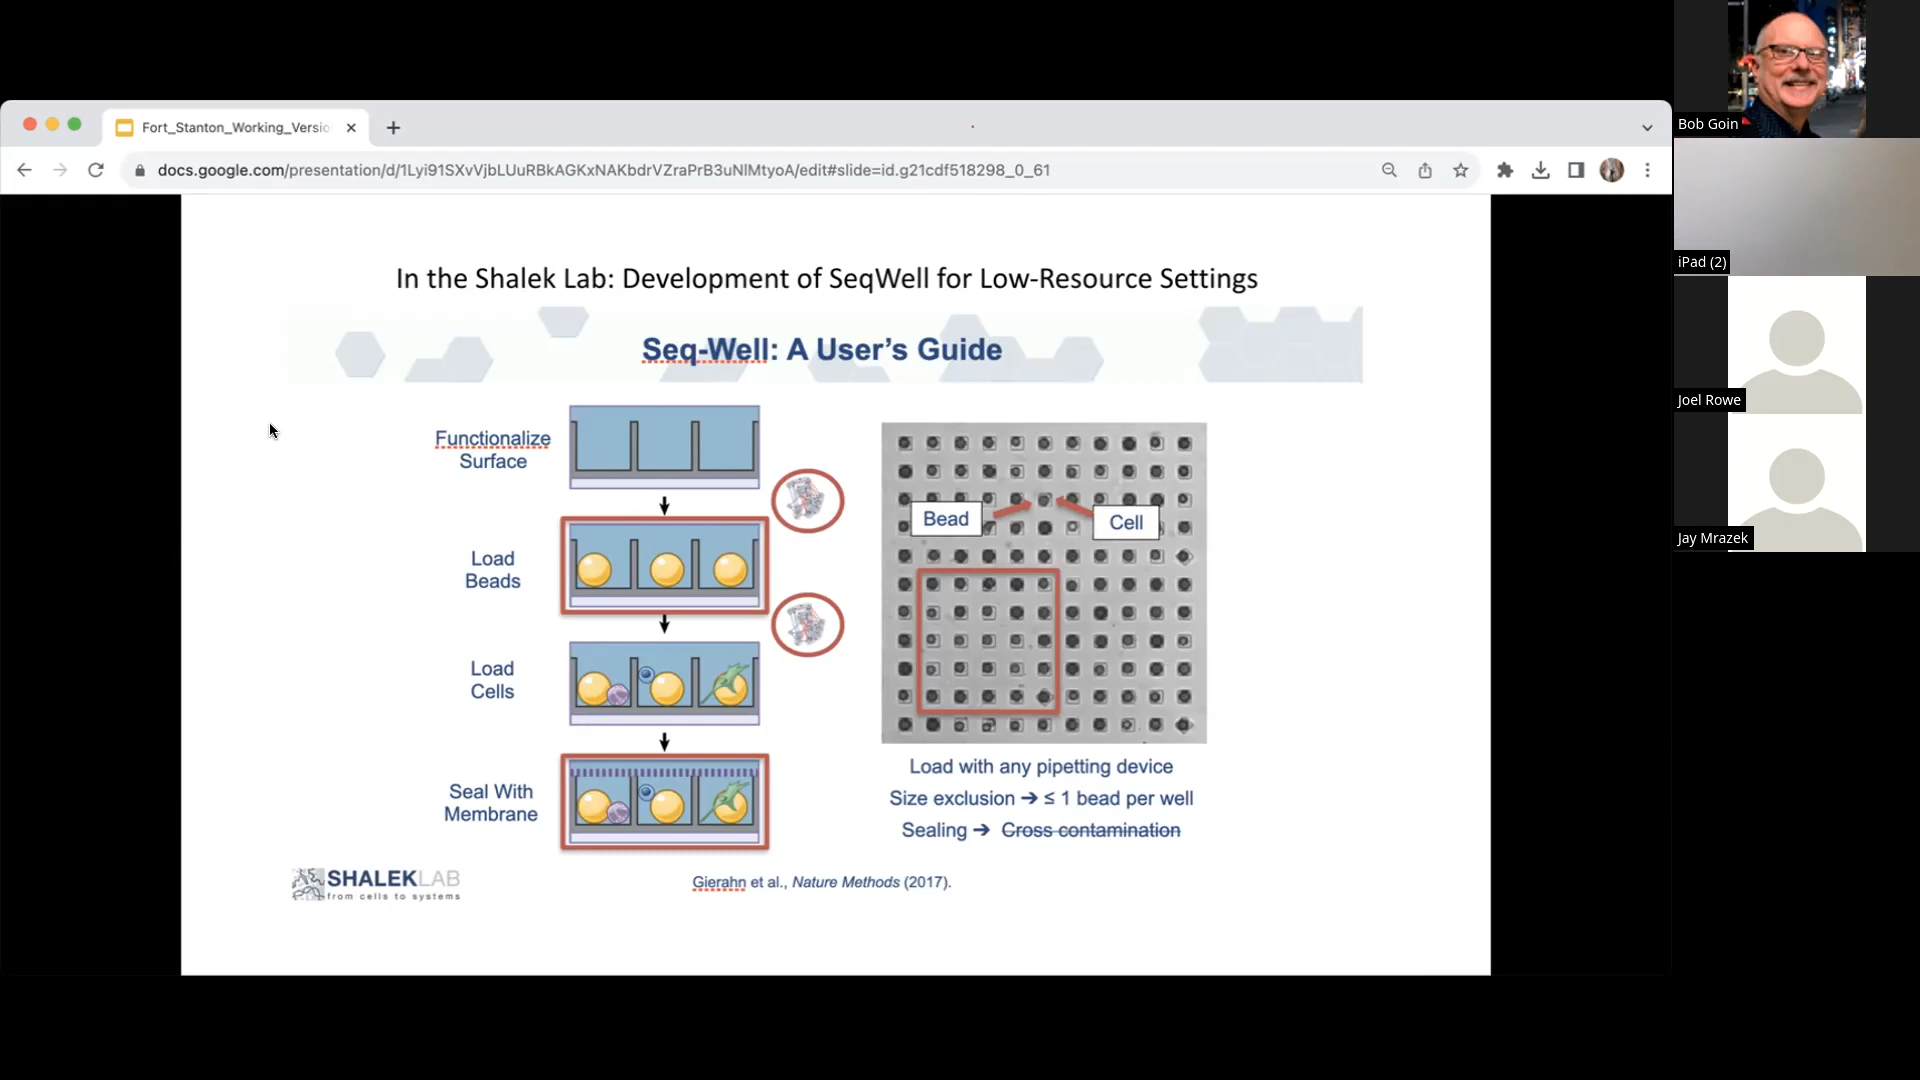 Fort_Stanton_Working_Versio
docs.google.com/presentation/d/1Lyi91SXvVjbLUuRBkAGKxNAKbdrVZraPrB3uNlMtyoA/edit#slide=id.g21cdf518298_0_61
In the Shalek Lab: Development of SeqWell for Low-Resource Settings
Seq-Well: A User’s Guide
Functionalize
Surface
Load
Beads
Load
Cells
Seal With
Membrane
Bead
Cell
Load with any pipetting device
Size exclusion ➔ ≤ 1 bead per well
Sealing ➔ Cross contamination
SHALEKLAB
from cells to systems
Gierahn et al., Nature Methods (2017).
Bob Goin
iPad (2)
Joel Rowe
Jay Mrazek